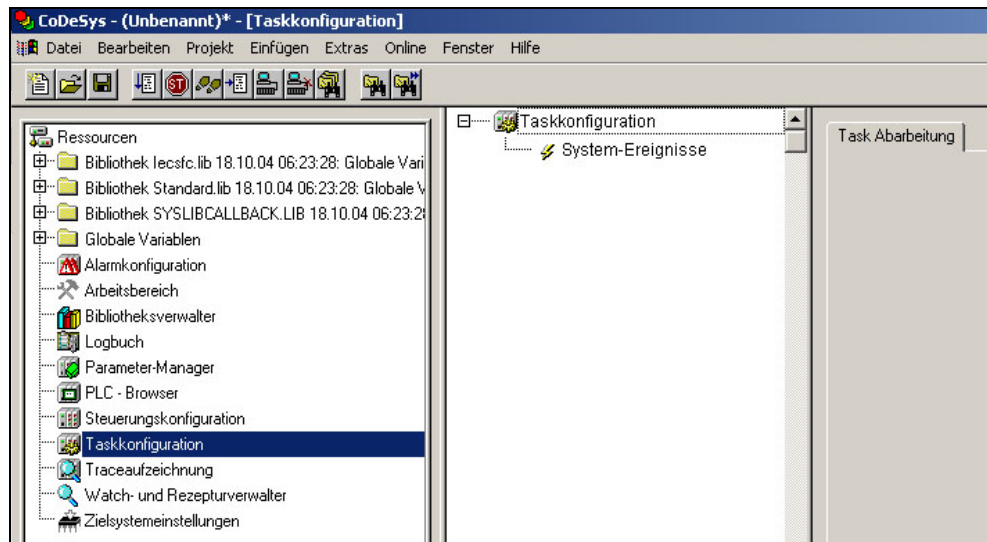 CoDeSys - (Unbenannt)* - [Taskkonfiguration]
Datei Bearbeiten Projekt Einfügen Extras Online Fenster Hilfe
STOP
Ressourcen
Bibliothek Iecsfc.lib 18.10.04 06:23:28: Globale Vari
Bibliothek Standard.lib 18.10.04 06:23:28: Globale V
Bibliothek SYSLIBCALLBACK.LIB 18.10.04 06:23:2
Globale Variablen
Alarmkonfiguration
Arbeitsbereich
Bibliotheksverwalter
Logbuch
Parameter-Manager
PLC - Browser
Steuerungskonfiguration
Taskkonfiguration
Traceaufzeichnung
Watch- und Rezepturverwalter
Zielsystemeinstellungen
Taskkonfiguration
System-Ereignisse
Task Abarbeitung